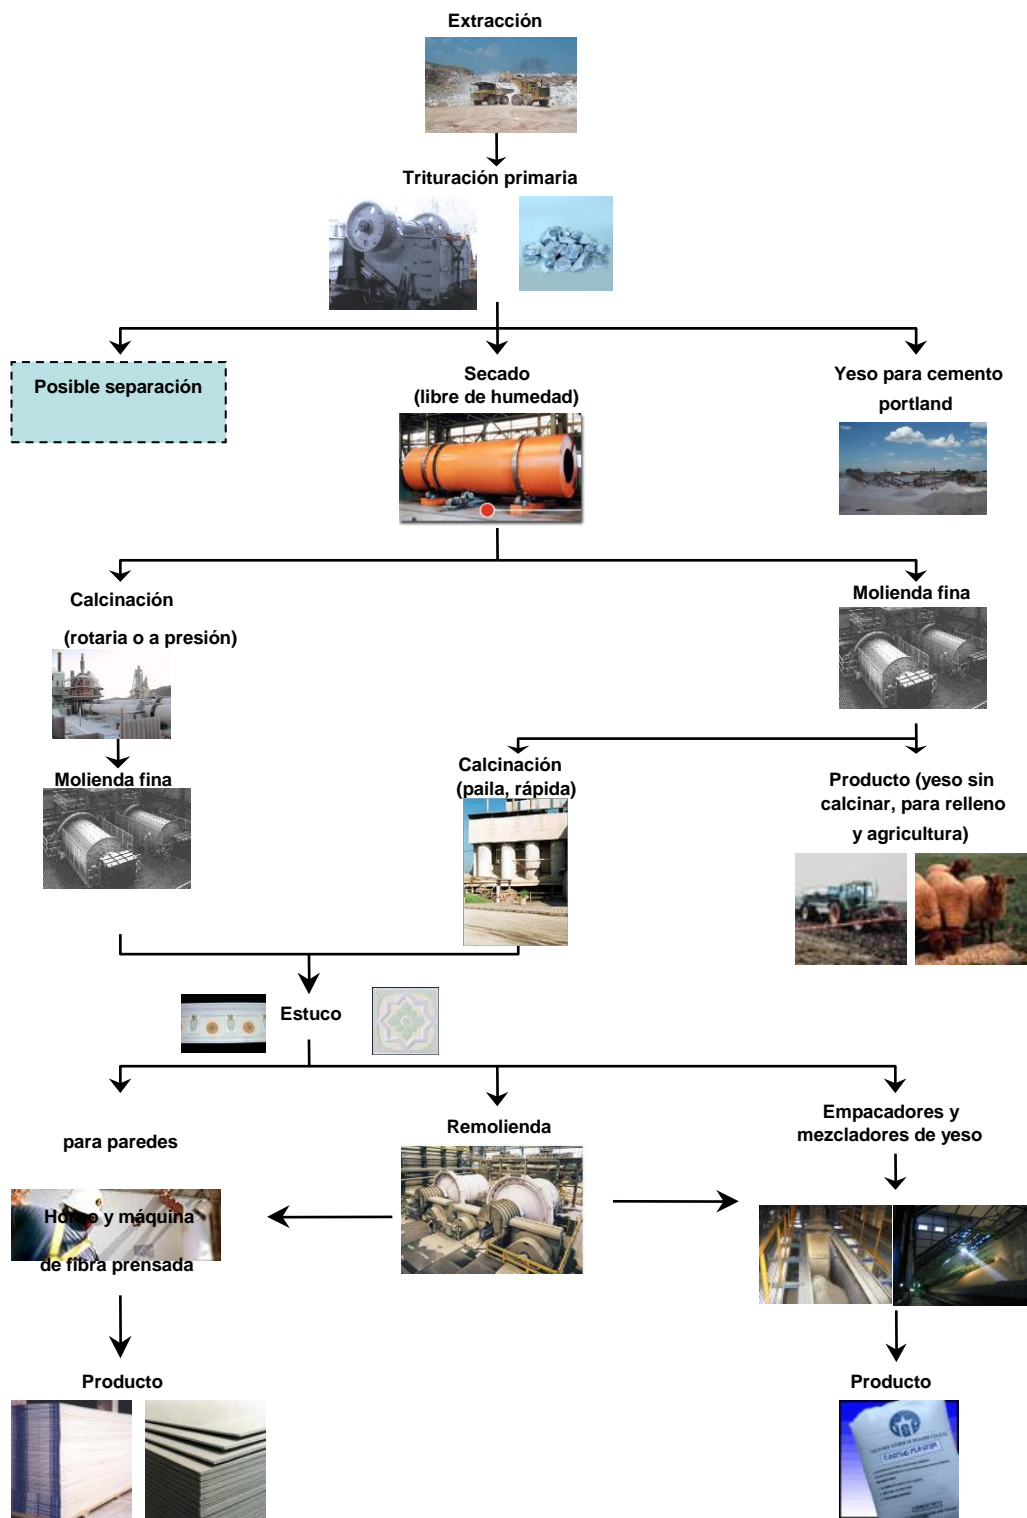 Extracción
Trituración primaria
Posible separación
Secado
(libre de humedad)
Yeso para cemento
portland
Calcinación
(rotaria o a presión)
Molienda fina
Molienda fina
Calcinación
(paila, rápida)
Producto (yeso sin
calcinar, para relleno
y agricultura)
Estuco
para paredes
Remolienda
Empacadores y
mezcladores de yeso
Horno y máquina
de fibra prensada
Producto
Producto